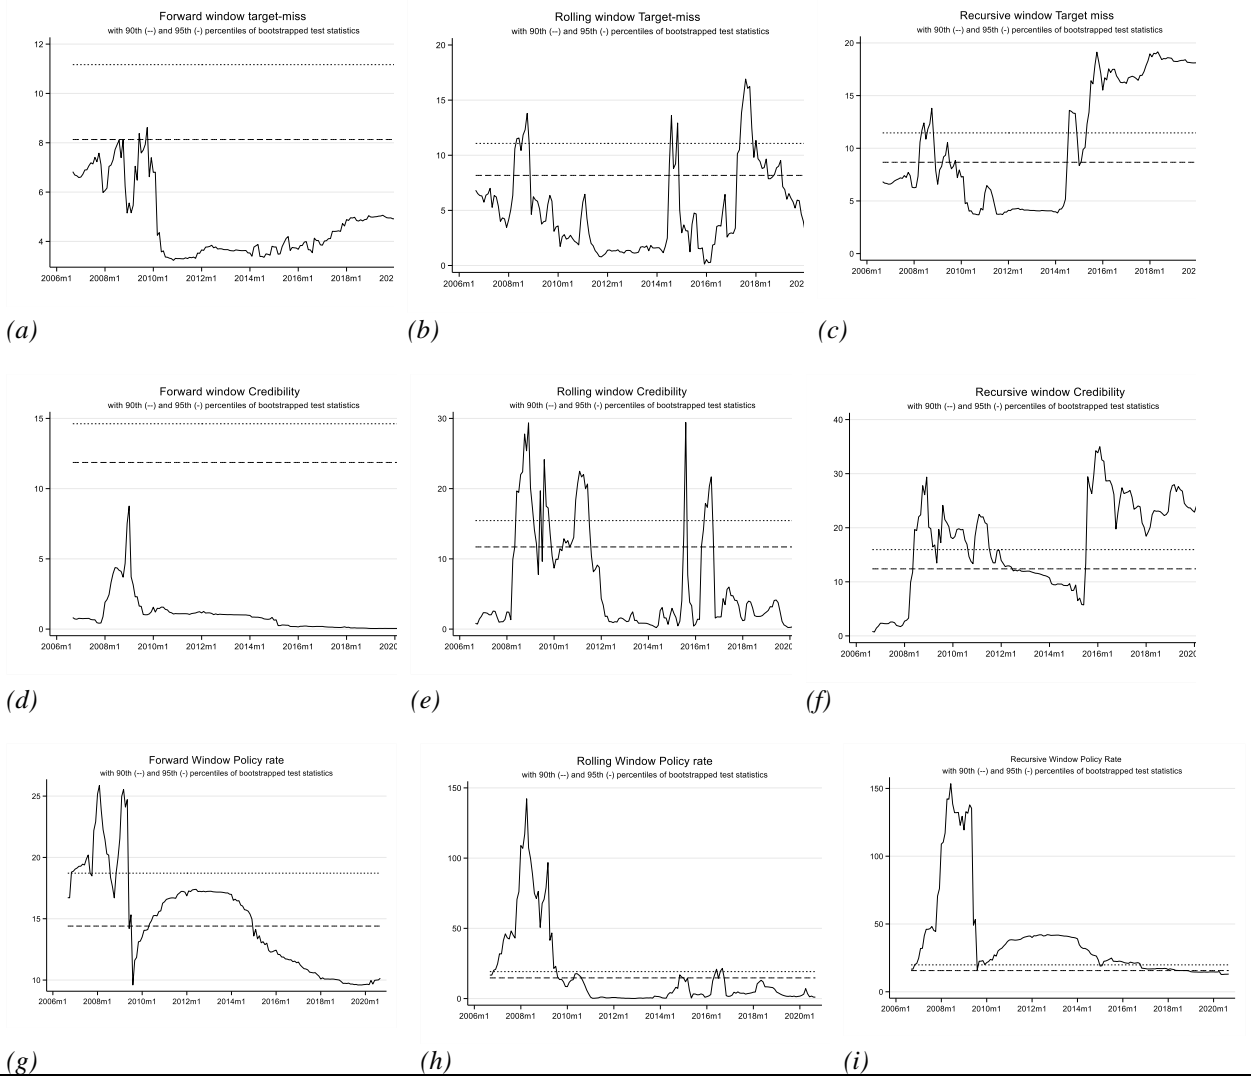 Forward window target-miss
with 90th (--) and 95th (-) percentiles of bootstrapped test statistics
12
10
8
6
4
2006m1 2008m1 2010m1 2012m1 2014m1 2016m1 2018m1 202
(a)
Rolling window Target-miss
with 90th (--) and 95th (-) percentiles of bootstrapped test statistics
20
15
10
5
0
2006m1 2008m1 2010m1 2012m1 2014m1 2016m1 2018m1 202
(b)
Recursive window Target miss
with 90th (--) and 95th (-) percentiles of bootstrapped test statistics
20
15
10
5
0
2006m1 2008m1 2010m1 2012m1 2014m1 2016m1 2018m1 202
(c)
Forward window Credibility
with 90th (--) and 95th (-) percentiles of bootstrapped test statistics
15
10
5
0
2006m1 2008m1 2010m1 2012m1 2014m1 2016m1 2018m1 2020
(d)
Rolling window Credibility
with 90th (--) and 95th (-) percentiles of bootstrapped test statistics
30
20
10
0
2006m1 2008m1 2010m1 2012m1 2014m1 2016m1 2018m1 2020
(e)
Recursive window Credibility
with 90th (--) and 95th (-) percentiles of bootstrapped test statistics
40
30
20
10
0
2006m1 2008m1 2010m1 2012m1 2014m1 2016m1 2018m1 202
(f)
Forward Window Policy rate
with 90th (--) and 95th (-) percentiles of bootstrapped test statistics
25
20
15
10
2006m1 2008m1 2010m1 2012m1 2014m1 2016m1 2018m1 2020m1
(g)
Rolling Window Policy rate
with 90th (--) and 95th (-) percentiles of bootstrapped test statistics
150
100
50
0
2006m1 2008m1 2010m1 2012m1 2014m1 2016m1 2018m1 2020m1
(h)
Recursive Window Policy Rate
with 90th (--) and 95th (-) percentiles of bootstrapped test statistics
150
100
50
0
2006m1 2008m1 2010m1 2012m1 2014m1 2016m1 2018m1 2020m1
(i)